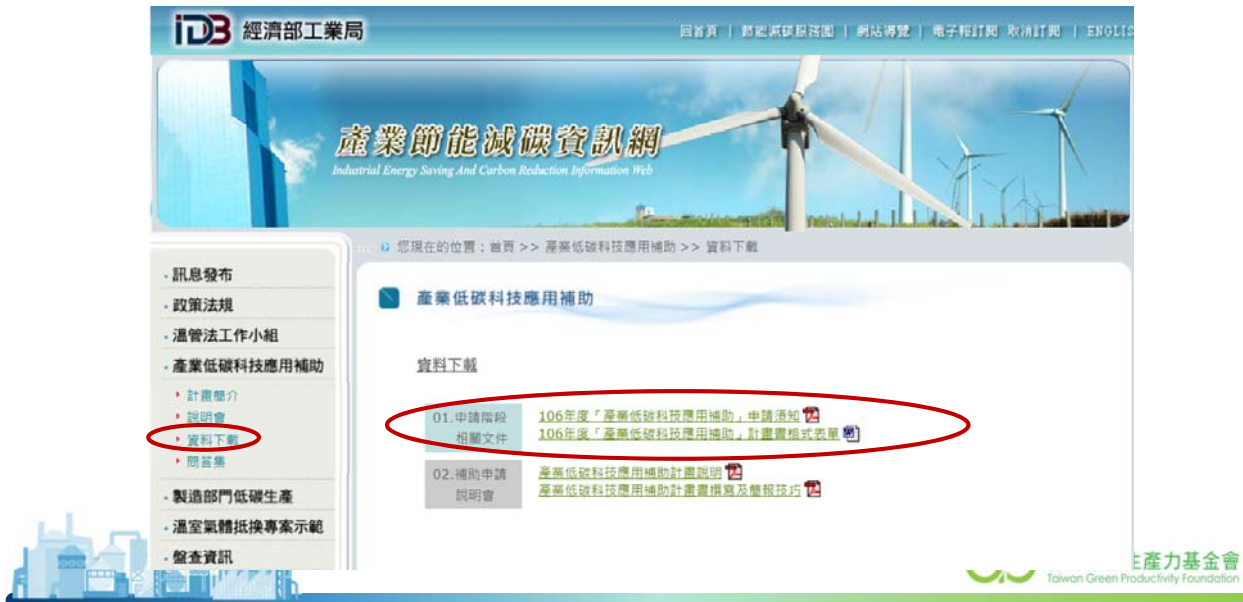 iDB 經濟部工業局
回首頁 | 節能減碳服務團 | 網站導覽 | 電子報訂閱 取消訂閱 | ENGLIS
產業節能減碳資訊網
Industrial Energy Saving And Carbon Reduction Information Web
您現在的位置：首頁 >> 產業低碳科技應用補助 >> 資料下載
訊息發布
政策法規
溫管法工作小組
產業低碳科技應用補助
計畫簡介
說明會
資料下載
問答集
製造部門低碳生產
溫室氣體抵換專案示範
盤查資訊
產業低碳科技應用補助
資料下載
01.申請階段
相關文件
106年度「產業低碳科技應用補助」申請須知
106年度「產業低碳科技應用補助」計畫書格式表單
02.補助申請
說明會
產業低碳科技應用補助計畫說明
產業低碳科技應用補助計畫書撰寫及簡報技巧
生產力基金會
Taiwan Green Productivity Foundation